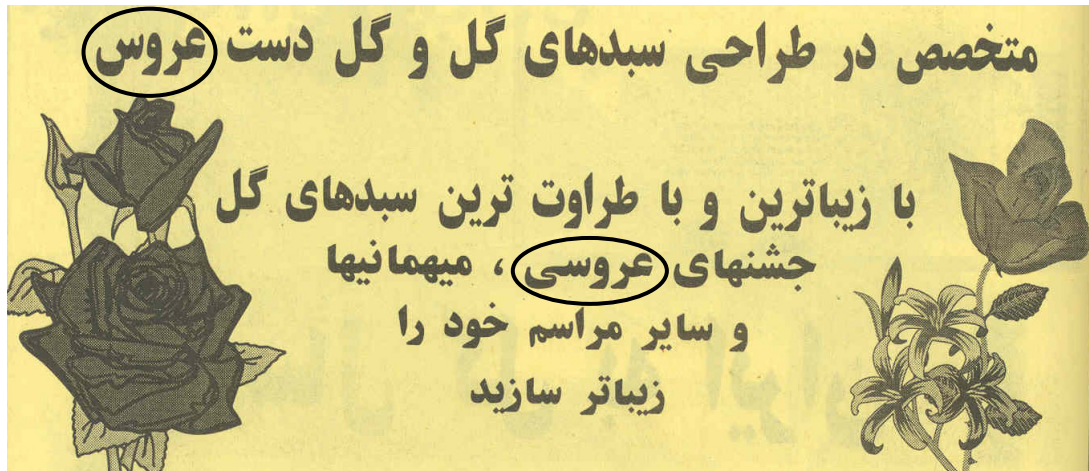 متخصص در طراحی سبدهای گل و گل دست عروس
با زیباترین و با طراوت ترین سبدهای گل
جشنهای عروسی ، میهمانیها
و سایر مراسم خود را
زیباتر سازید